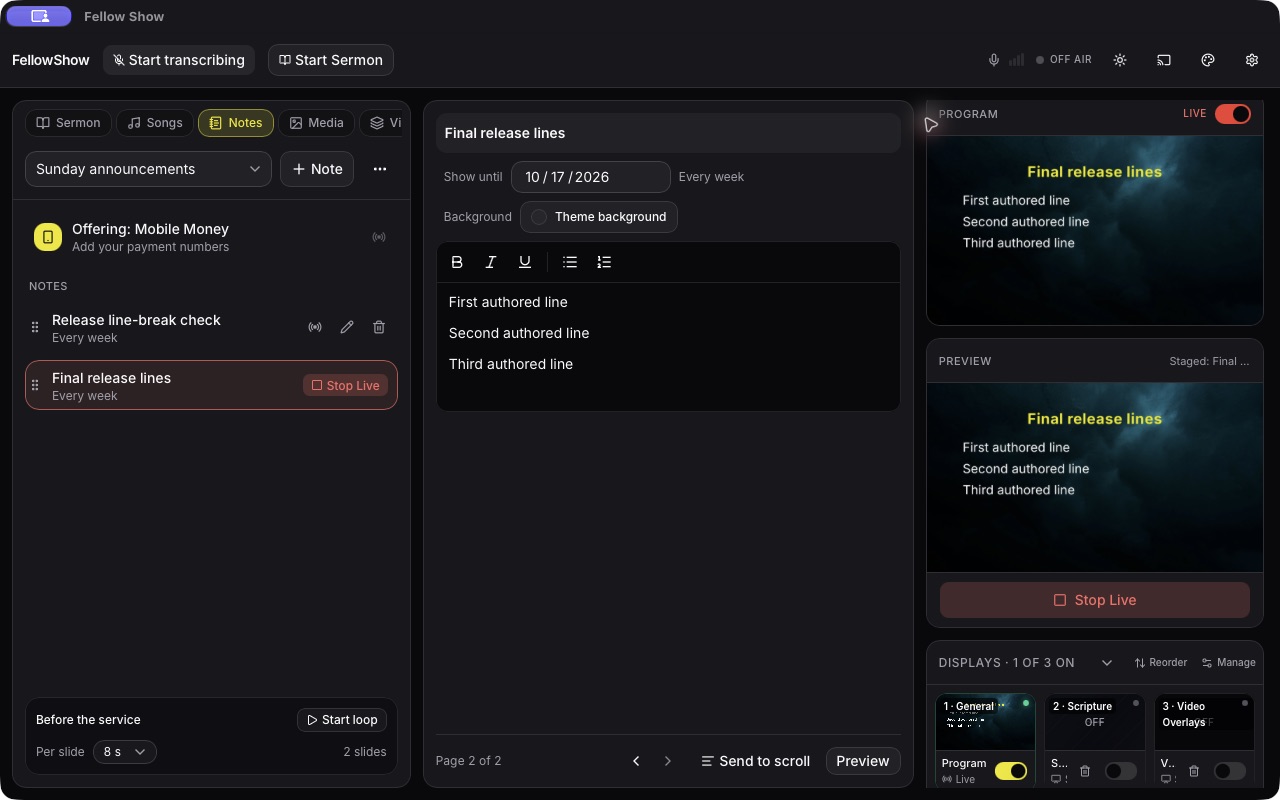 Fellow Show
FellowShow
Start transcribing
Start Sermon
OFF AIR
Sermon
Songs
Notes
Media
Vi
Sunday announcements
Note
Offering: Mobile Money
Add your payment numbers
NOTES
Release line-break check
Every week
Final release lines
Every week
Stop Live
Before the service
Start loop
Per slide
8 s
2 slides
Final release lines
Show until
10 / 17 / 2026
Every week
Background
Theme background
B I U
First authored line
Second authored line
Third authored line
Page 2 of 2
Send to scroll
Preview
PROGRAM
LIVE
Final release lines
First authored line
Second authored line
Third authored line
PREVIEW
Staged: Final ...
Final release lines
First authored line
Second authored line
Third authored line
Stop Live
DISPLAYS · 1 OF 3 ON
Reorder
Manage
1 · General
Program
Live
2 · Scripture
OFF
S...
3 · Video
Overlays
V..